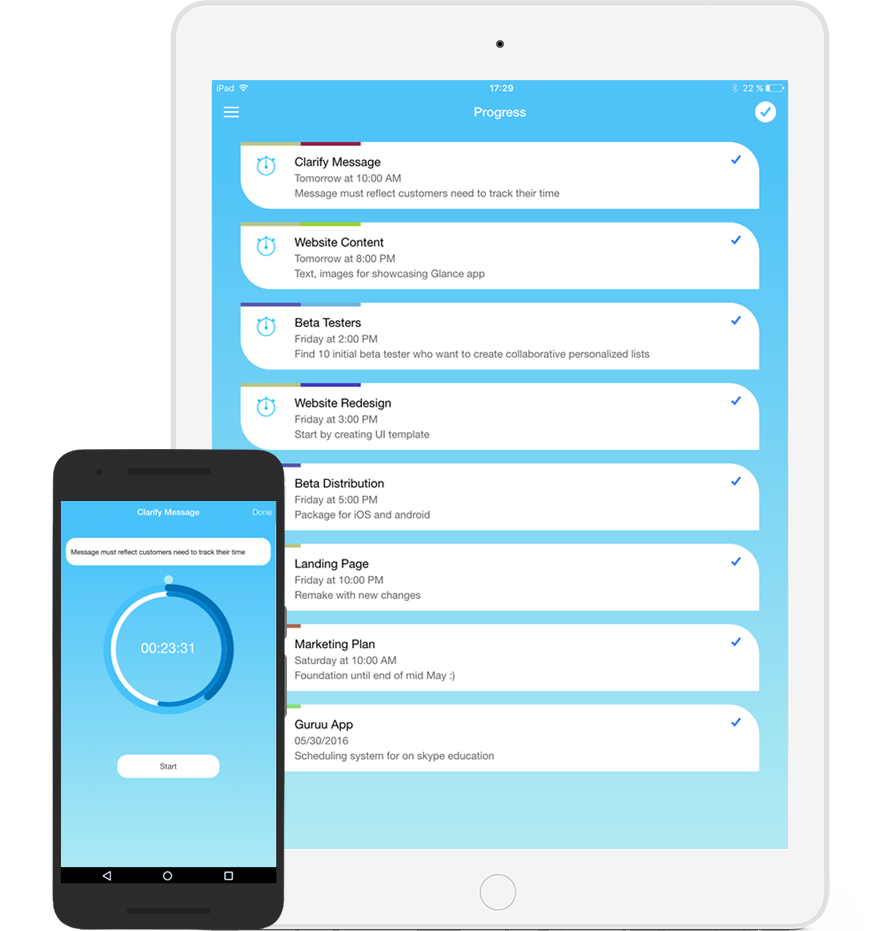 iPad
17:29
22 %
Progress
Clarify Message
Tomorrow at 10:00 AM
Message must reflect customers need to track their time
Website Content
Tomorrow at 8:00 PM
Text, images for showcasing Glance app
Beta Testers
Friday at 2:00 PM
Find 10 initial beta tester who want to create collaborative personalized lists
Website Redesign
Friday at 3:00 PM
Start by creating UI template
Beta Distribution
Friday at 5:00 PM
Package for iOS and android
Landing Page
Friday at 10:00 PM
Remake with new changes
Marketing Plan
Saturday at 10:00 AM
Foundation until end of mid May :)
Guruu App
05/30/2016
Scheduling system for on skype education
Clarify Message
Done
Message must reflect customers need to track their time
00:23:31
Start